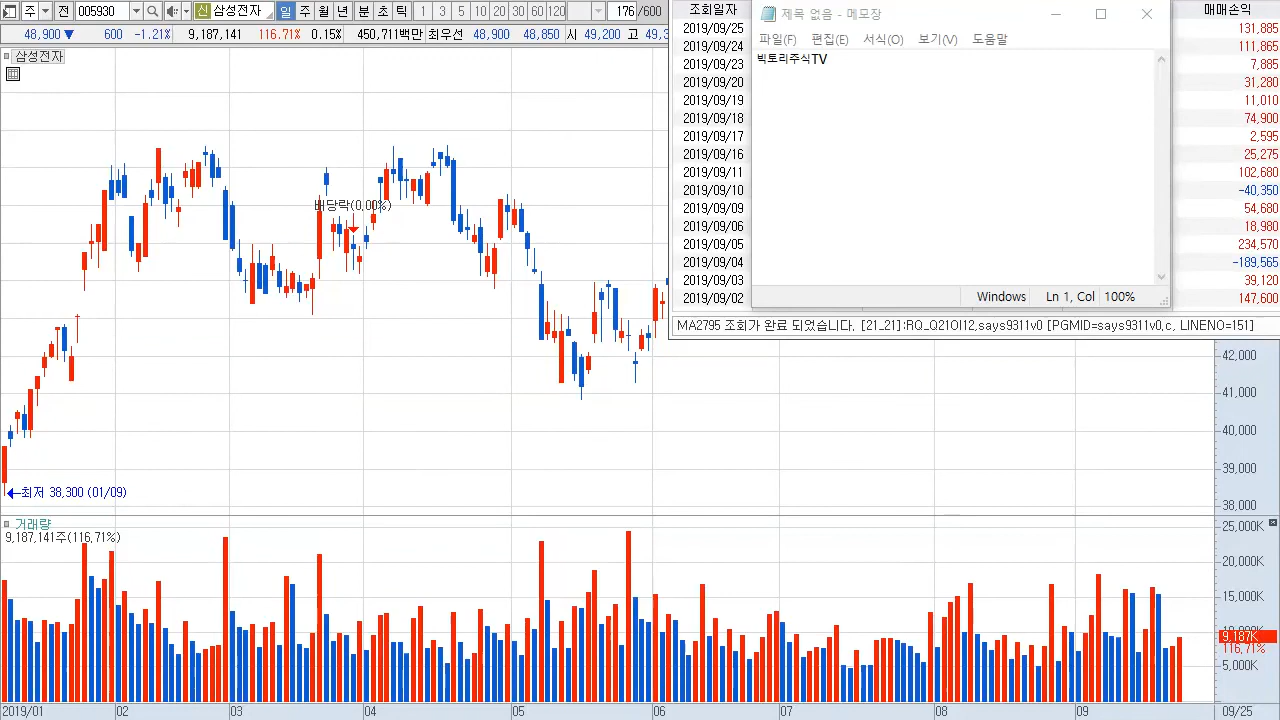 주 전 005930 신 삼성전자 일 주 월 년 분 초 틱 1 3 5 10 20 30 60 120 176 /600
48,900 ▼ 600 -1.21% 9,187,141 116.71% 0.15% 450,711백만 최우선 48,900 48,850 시 49,200 고
삼성전자
배당락(0.00%)
←최저 38,300 (01/09)
조회일자 매매손익
2019/09/25 131,885
2019/09/24 111,865
2019/09/23 7,885
2019/09/20 31,280
2019/09/19 11,010
2019/09/18 74,900
2019/09/17 2,595
2019/09/16 25,275
2019/09/11 102,680
2019/09/10 -40,350
2019/09/09 54,680
2019/09/06 18,980
2019/09/05 234,570
2019/09/04 -189,565
2019/09/03 39,120
2019/09/02 147,600
제목 없음 - 메모장
파일(F) 편집(E) 서식(O) 보기(V) 도움말
빅토리주식TV
Windows Ln 1, Col 100%
MA2795 조회가 완료 되었습니다. [21_21]:RQ_Q21OI12,says9311v0 [PGMID=says9311v0,c, LINENO=151]
42,000
41,000
40,000
39,000
38,000
거래량
9,187,141주(116,71%)
25,000K
20,000K
15,000K
9,187K
116,71%
5,000K
2019/01 02 03 04 05 06 07 08 09 09/25